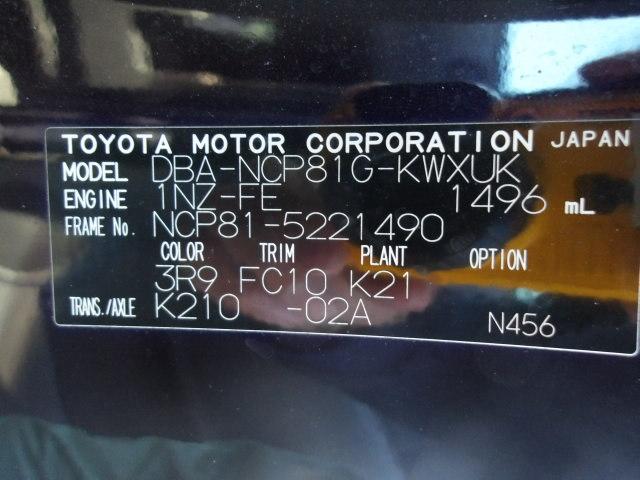 TOYOTA MOTOR CORPORATION JAPAN
MODEL DBA-NCP81G-KWXUK
ENGINE 1NZ-FE 1496 mL
FRAME No. NCP81-5221490
COLOR TRIM PLANT OPTION
3R9 FC10 K21
TRANS./AXLE K210 -02A N456